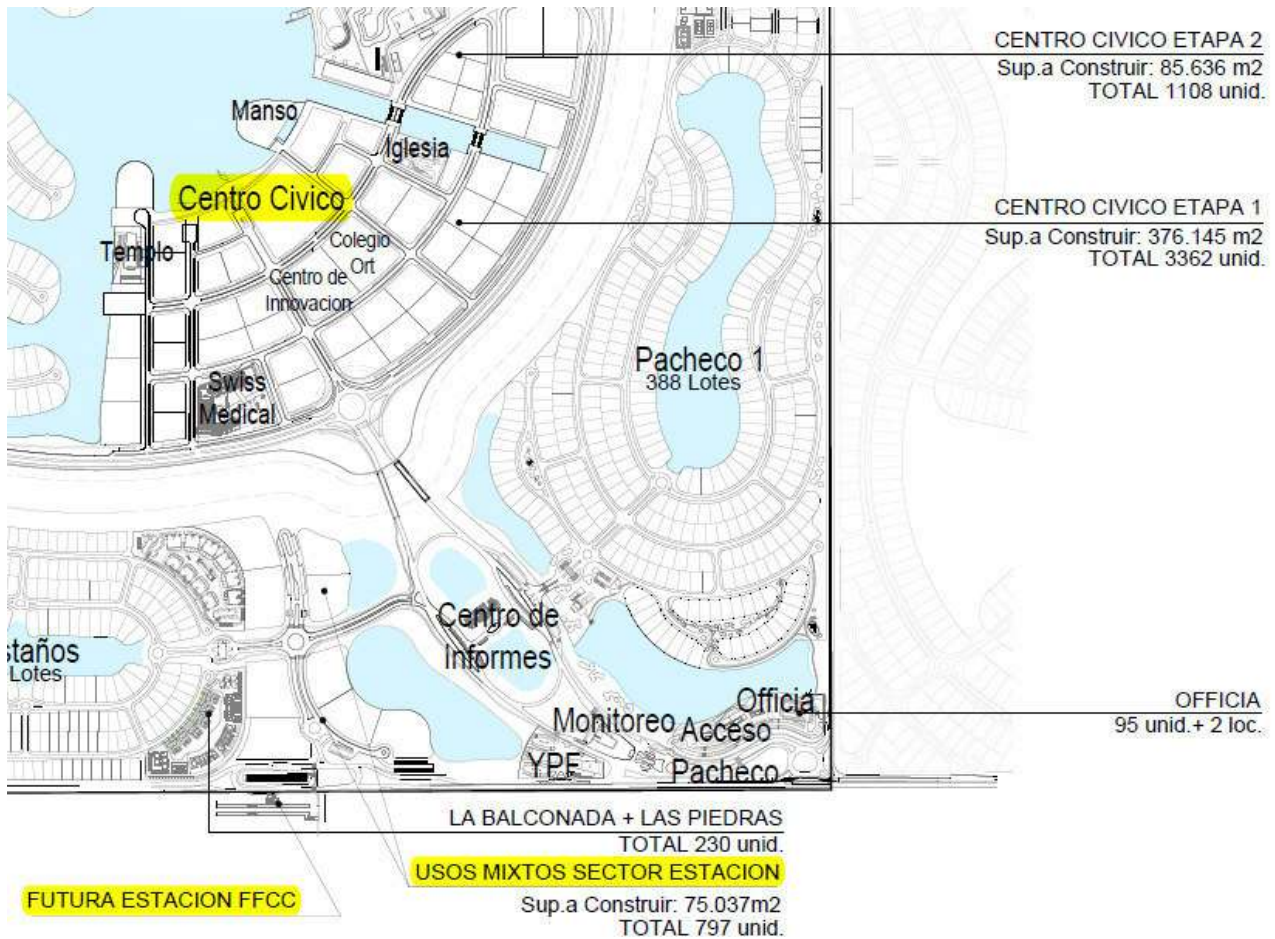 CENTRO CIVICO ETAPA 2
Sup.a Construir: 85.636 m2
TOTAL 1108 unid.
Manso
Iglesia
Centro Civico
CENTRO CIVICO ETAPA 1
Sup.a Construir: 376.145 m2
TOTAL 3362 unid.
Templo
Colegio
Ort
Centro de
Innovacion
Pacheco 1
388 Lotes
Swiss
Medical
Centro de
Informes
staños
Lotes
Officia
OFFICIA
95 unid.+ 2 loc.
Monitoreo
Acceso
Pacheco
YPF
LA BALCONADA + LAS PIEDRAS
TOTAL 230 unid.
USOS MIXTOS SECTOR ESTACION
Sup.a Construir: 75.037m2
TOTAL 797 unid.
FUTURA ESTACION FFCC